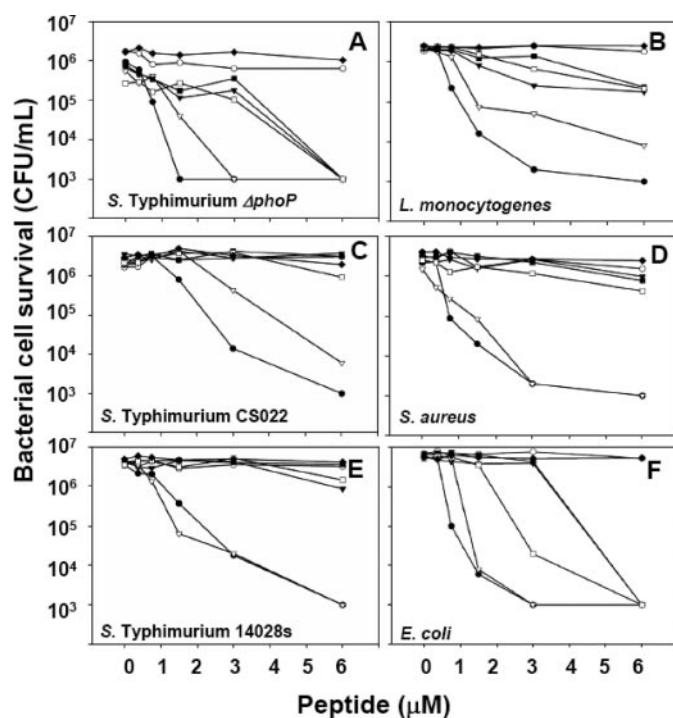 Bacterial cell survival (CFU/mL)
10⁷
10⁶
10⁵
10⁴
10³
A
S. Typhimurium ΔphoP
B
L. monocytogenes
10⁷
10⁶
10⁵
10⁴
10³
C
S. Typhimurium CS022
D
S. aureus
10⁷
10⁶
10⁵
10⁴
10³
E
S. Typhimurium 14028s
F
E. coli
0 1 2 3 4 5 6
0 1 2 3 4 5 6
Peptide (μM)